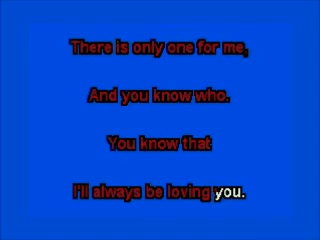 There is only one for me,
And you know who.
You know that
I'll always be loving you.